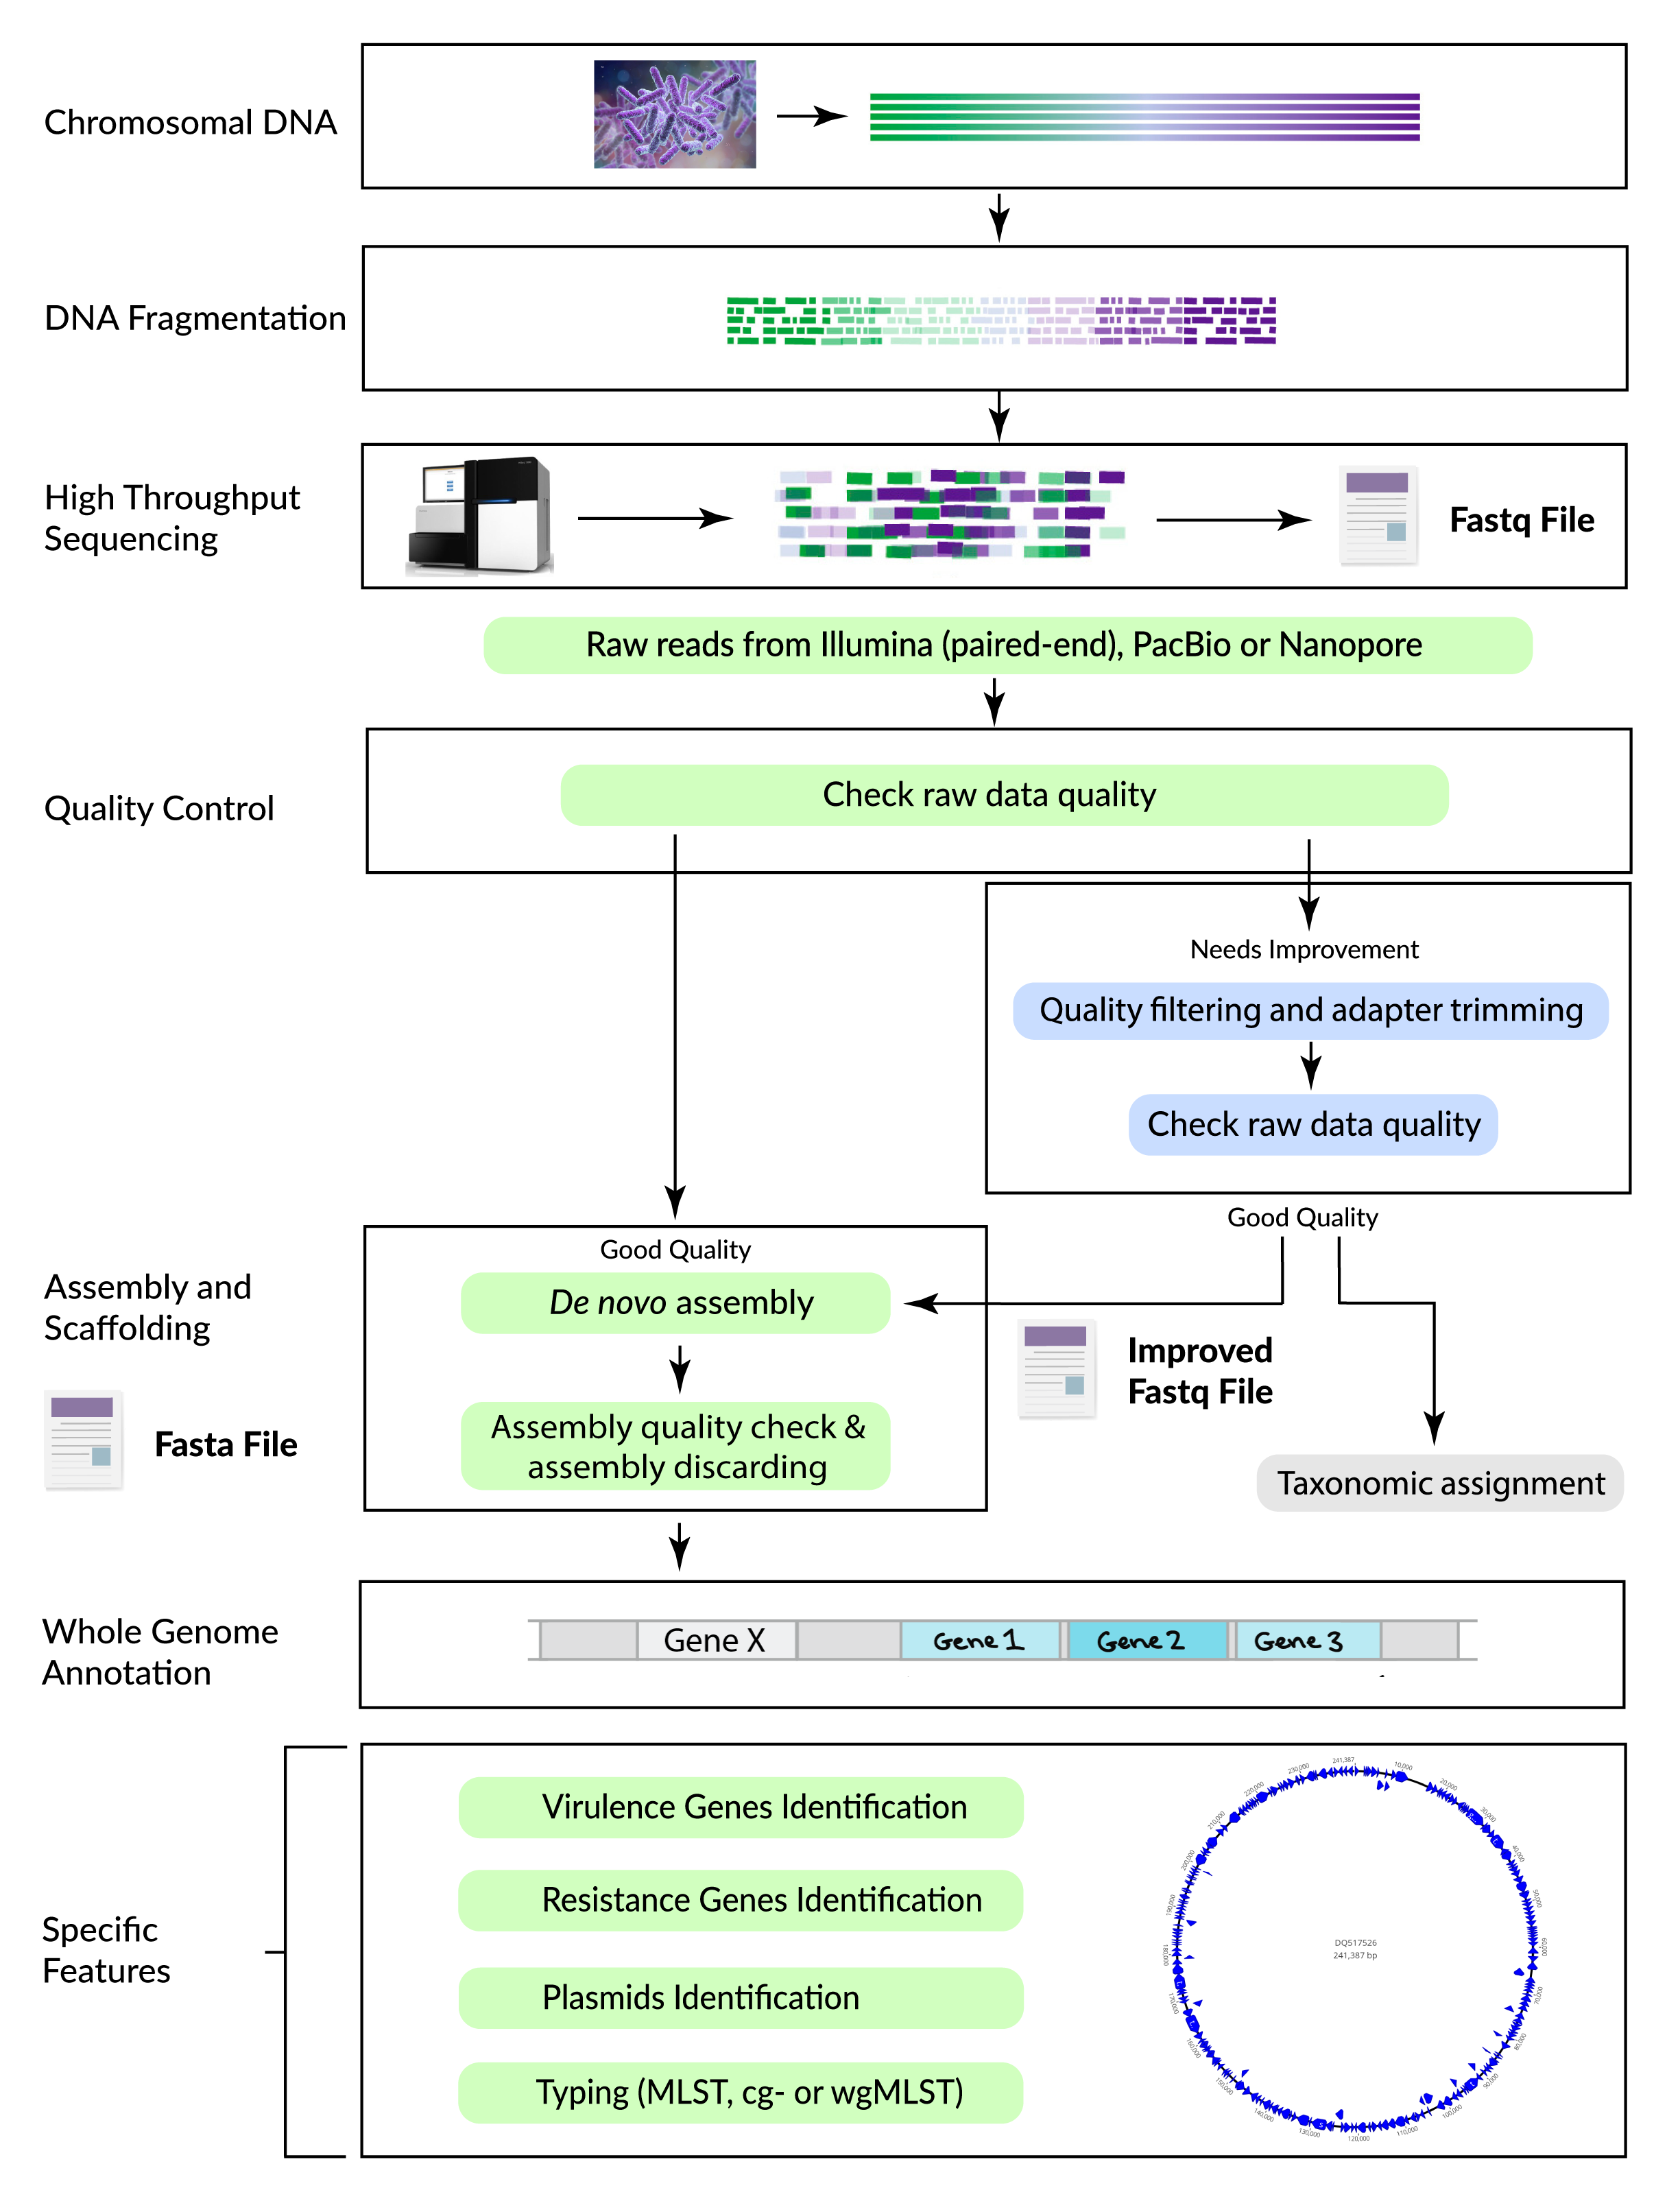 Chromosomal DNA
DNA Fragmentation
High Throughput
Sequencing
Fastq File
Raw reads from Illumina (paired-end), PacBio or Nanopore
Quality Control
Check raw data quality
Needs Improvement
Quality filtering and adapter trimming
Check raw data quality
Good Quality
Good Quality
Assembly and
Scaffolding
De novo assembly
Improved
Fastq File
Fasta File
Assembly quality check &
assembly discarding
Taxonomic assignment
Whole Genome
Annotation
Gene X
Gene 1
Gene 2
Gene 3
Specific
Features
Virulence Genes Identification
Resistance Genes Identification
Plasmids Identification
Typing (MLST, cg- or wgMLST)
241,387
10,000
20,000
30,000
40,000
50,000
60,000
70,000
80,000
90,000
100,000
110,000
120,000
130,000
140,000
150,000
160,000
170,000
180,000
190,000
200,000
210,000
220,000
230,000
DQ517526
241,387 bp